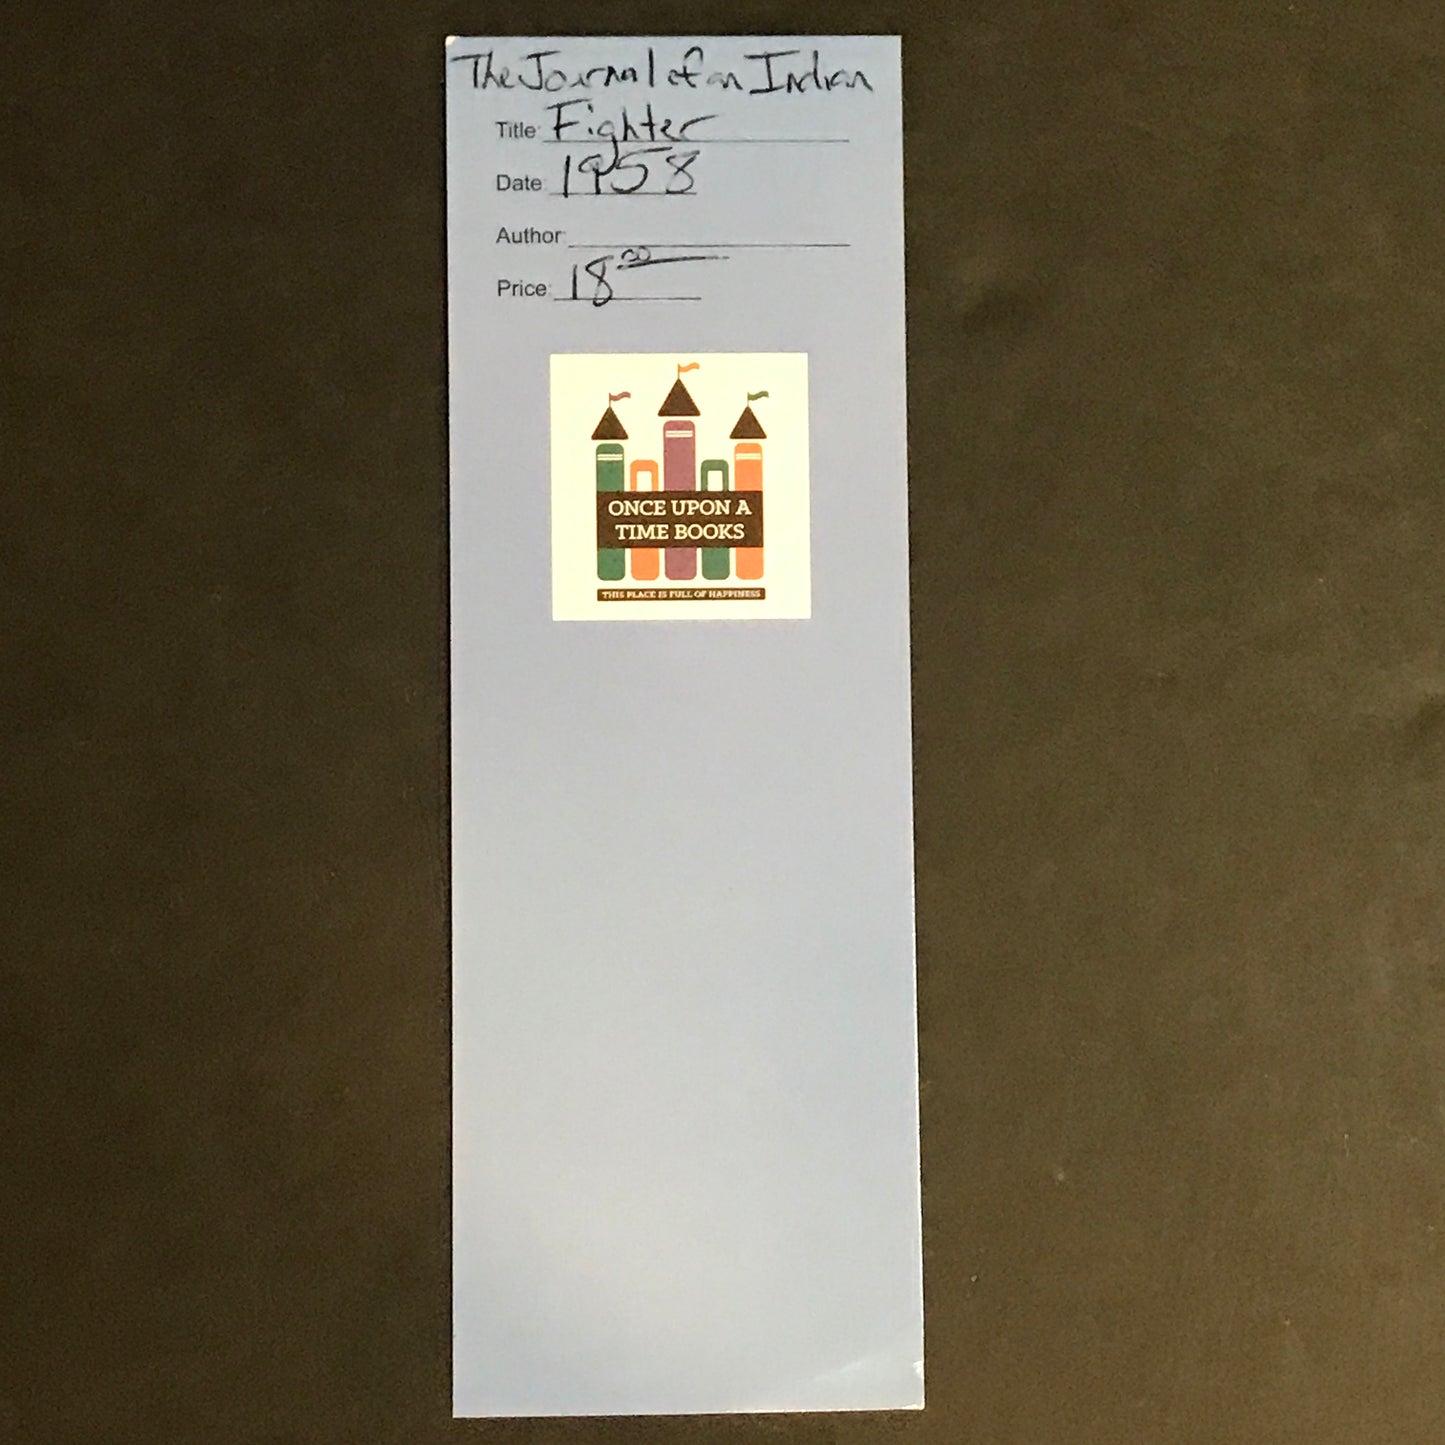 The Journal of an Indian
Title: Fighter
Date: 1958
Author:
Price: 18.00
ONCE UPON A
TIME BOOKS
THIS PLACE IS FULL OF HAPPINESS